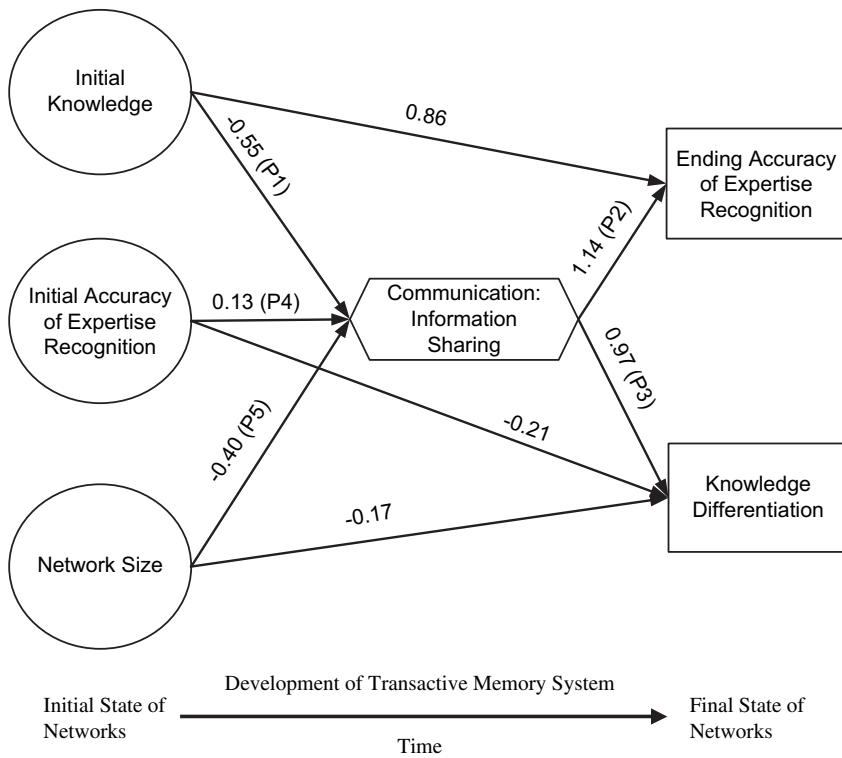 Initial
Knowledge
0.86
-0.55 (P1)
Ending Accuracy
of Expertise
Recognition
1.14 (P2)
Initial Accuracy
of Expertise
Recognition
0.13 (P4)
Communication:
Information
Sharing
0.97 (P3)
-0.40 (P5)
-0.21
Knowledge
Differentiation
-0.17
Network Size
Development of Transactive Memory System
Initial State of
Networks
Final State of
Networks
Time